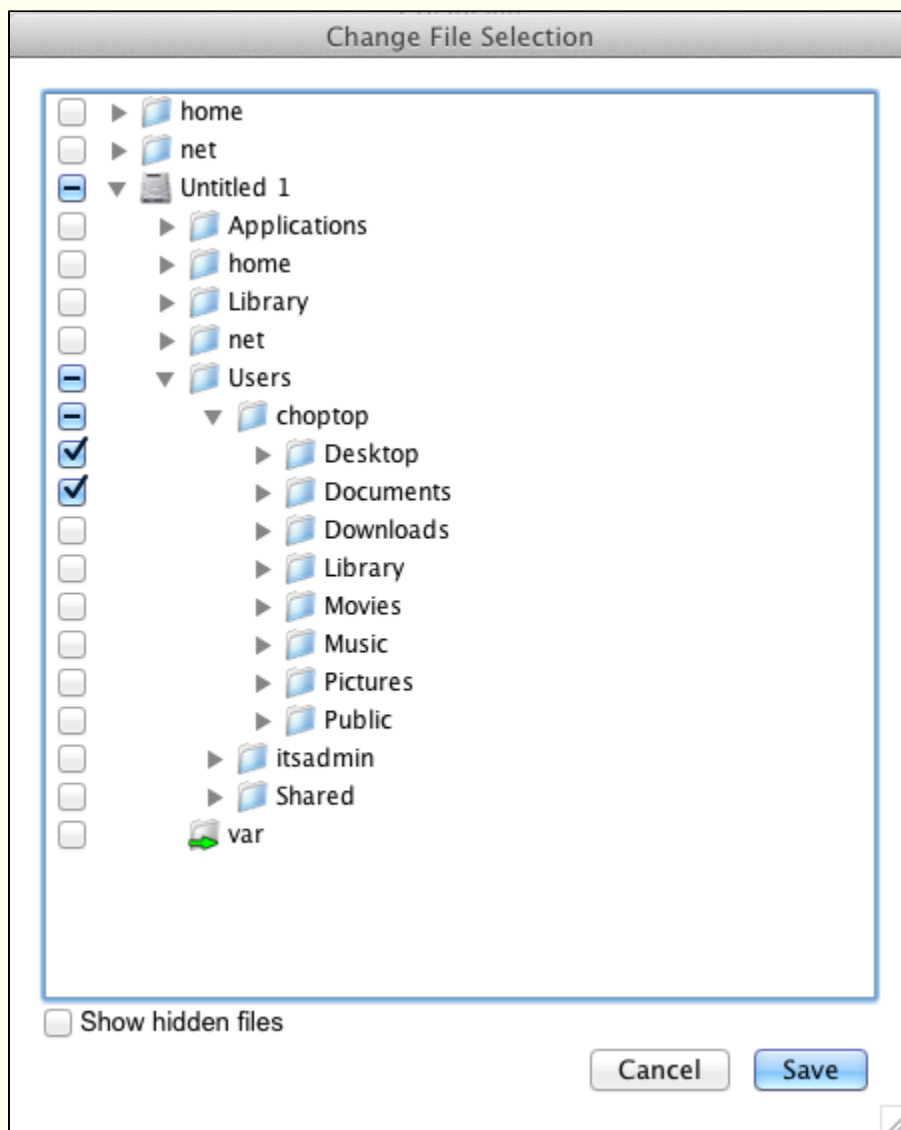 Change File Selection
home
net
Untitled 1
Applications
home
Library
net
Users
choptop
Desktop
Documents
Downloads
Library
Movies
Music
Pictures
Public
itsadmin
Shared
var
Show hidden files
Cancel Save